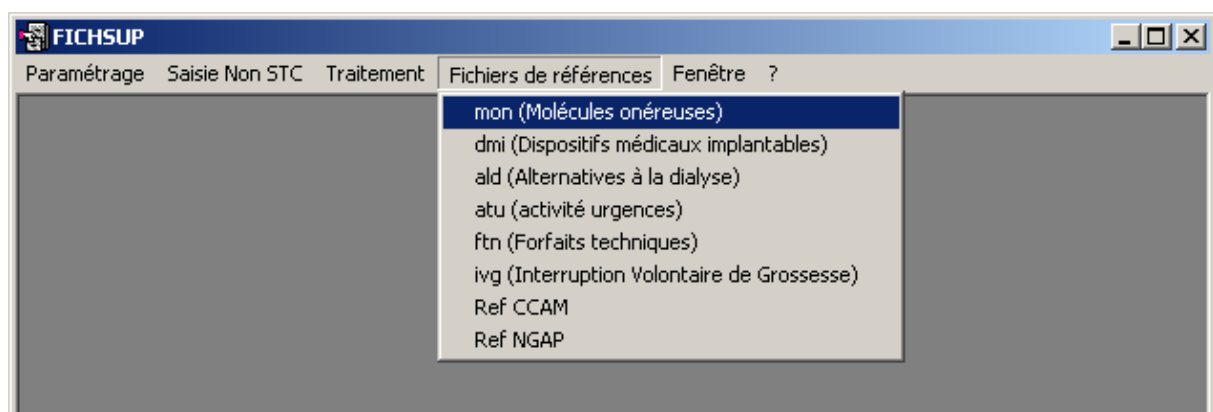 FICHSUP
Paramétrage Saisie Non STC Traitement Fichiers de références Fenêtre ?
mon (Molécules onéreuses)
dmi (Dispositifs médicaux implantables)
ald (Alternatives à la dialyse)
atu (activité urgences)
ftn (Forfaits techniques)
ivg (Interruption Volontaire de Grossesse)
Ref CCAM
Ref NGAP